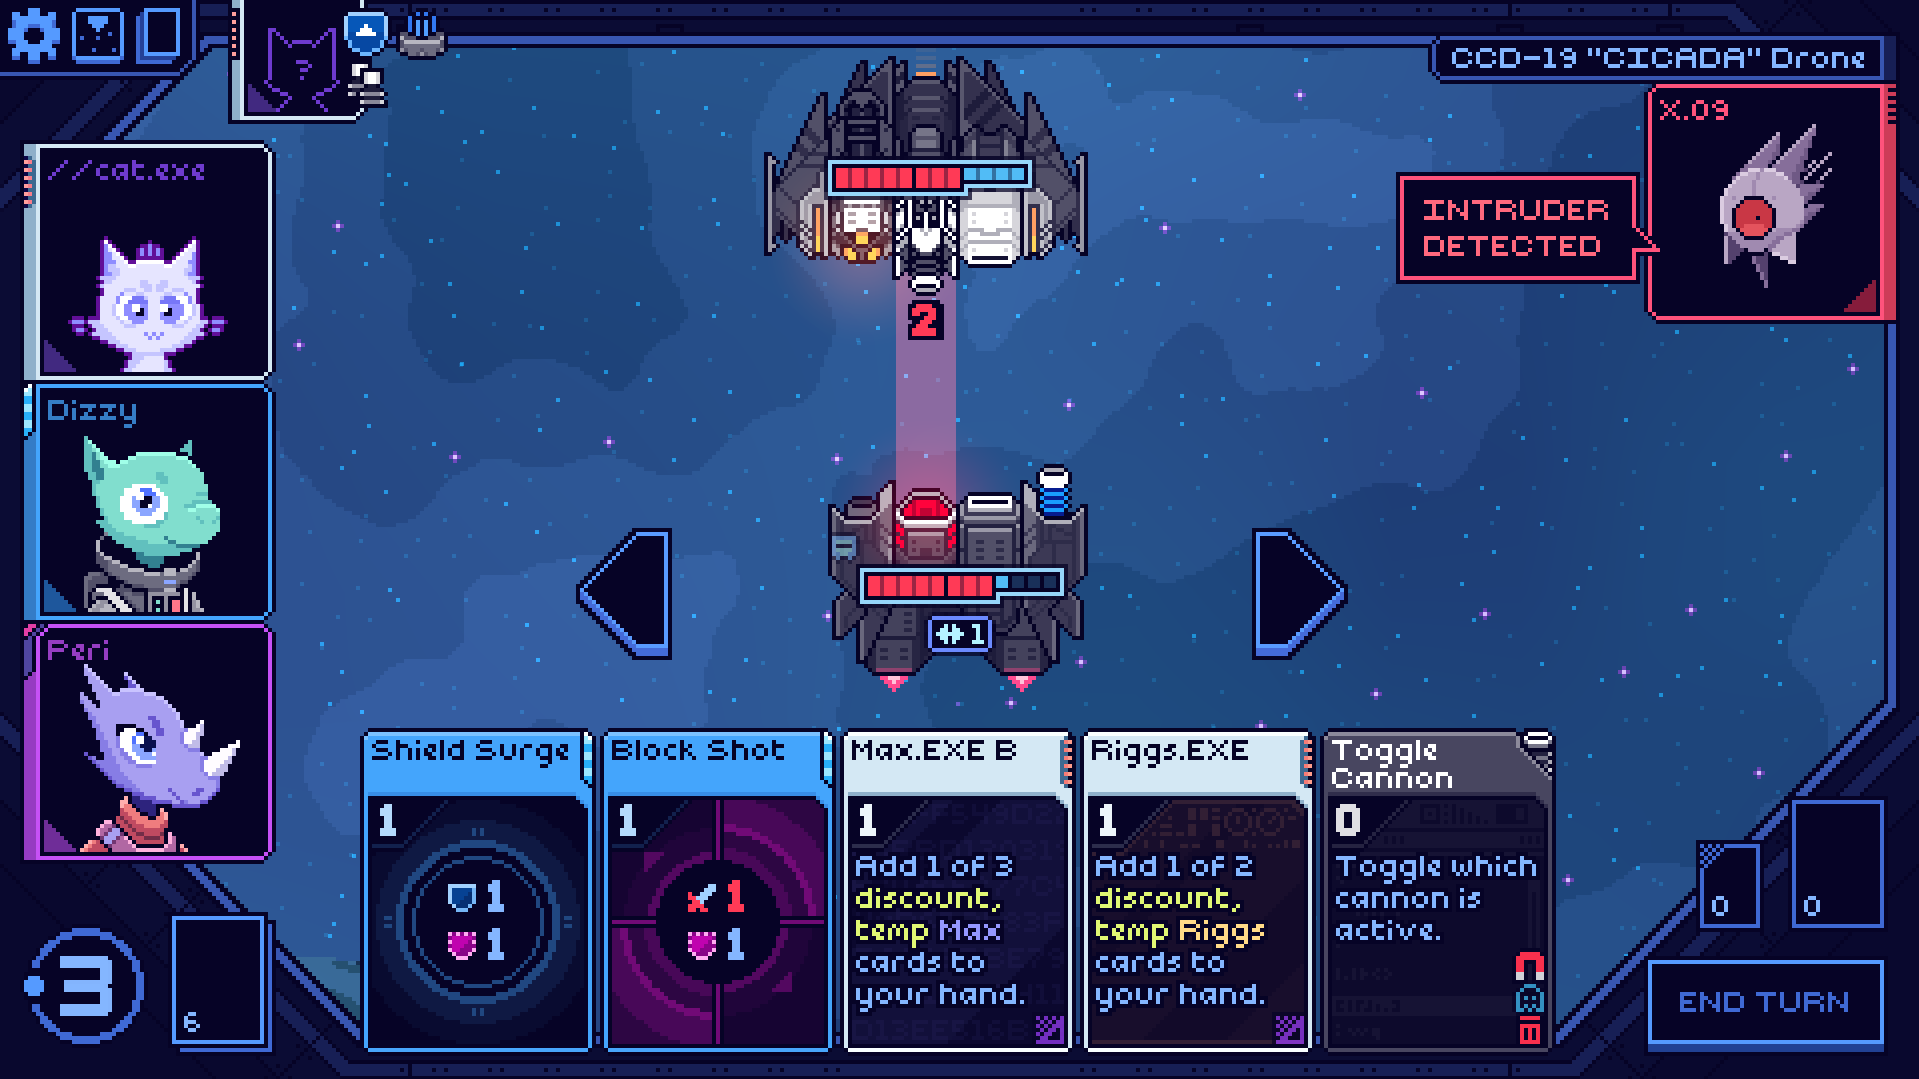 ?
CCD-19 "CICADA" Drone
X.09
INTRUDER
DETECTED
//cat.exe
Dizzy
Peri
2
1
Shield Surge
1
1
1
Block Shot
1
1
1
Max.EXE B
1
Add 1 of 3
discount,
temp Max
cards to
your hand.
Riggs.EXE
1
Add 1 of 2
discount,
temp Riggs
cards to
your hand.
Toggle
Cannon
0
Toggle which
cannon is
active.
3
6
0
0
END TURN